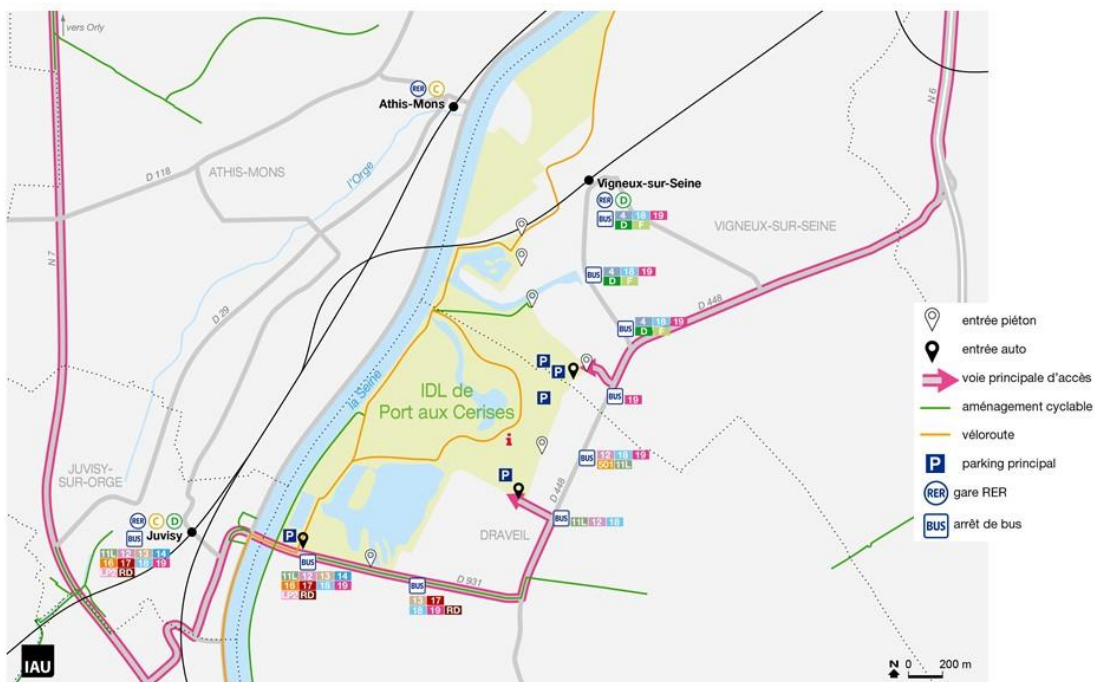 vers Orly
N 7
RER C
Athis-Mons
D 118
ATHIS-MONS
l'Orge
D 29
la Seine
N 6
Vigneux-sur-Seine
RER D
BUS 4 18 19
D F
VIGNEUX-SUR-SEINE
BUS 4 18 19
D F
D 448
BUS 4 18 19
D F
P
P
P
BUS 19
IDL de
Port aux Cerises
i
BUS 12 18 19
501 11L
P
D 448
BUS 11L 12 18
DRAVEIL
JUVISY-
SUR-ORGE
RER C D
BUS Juvisy
11L 12 13 14
16 17 18 19
LP2 RD
P
BUS
11L 12 13 14
16 17 18 19
LP2 RD
D 931
BUS
13 17
18 19 RD
entrée piéton
entrée auto
voie principale d'accès
aménagement cyclable
véloroute
P parking principal
RER gare RER
BUS arrêt de bus
IAU
N 0 200 m